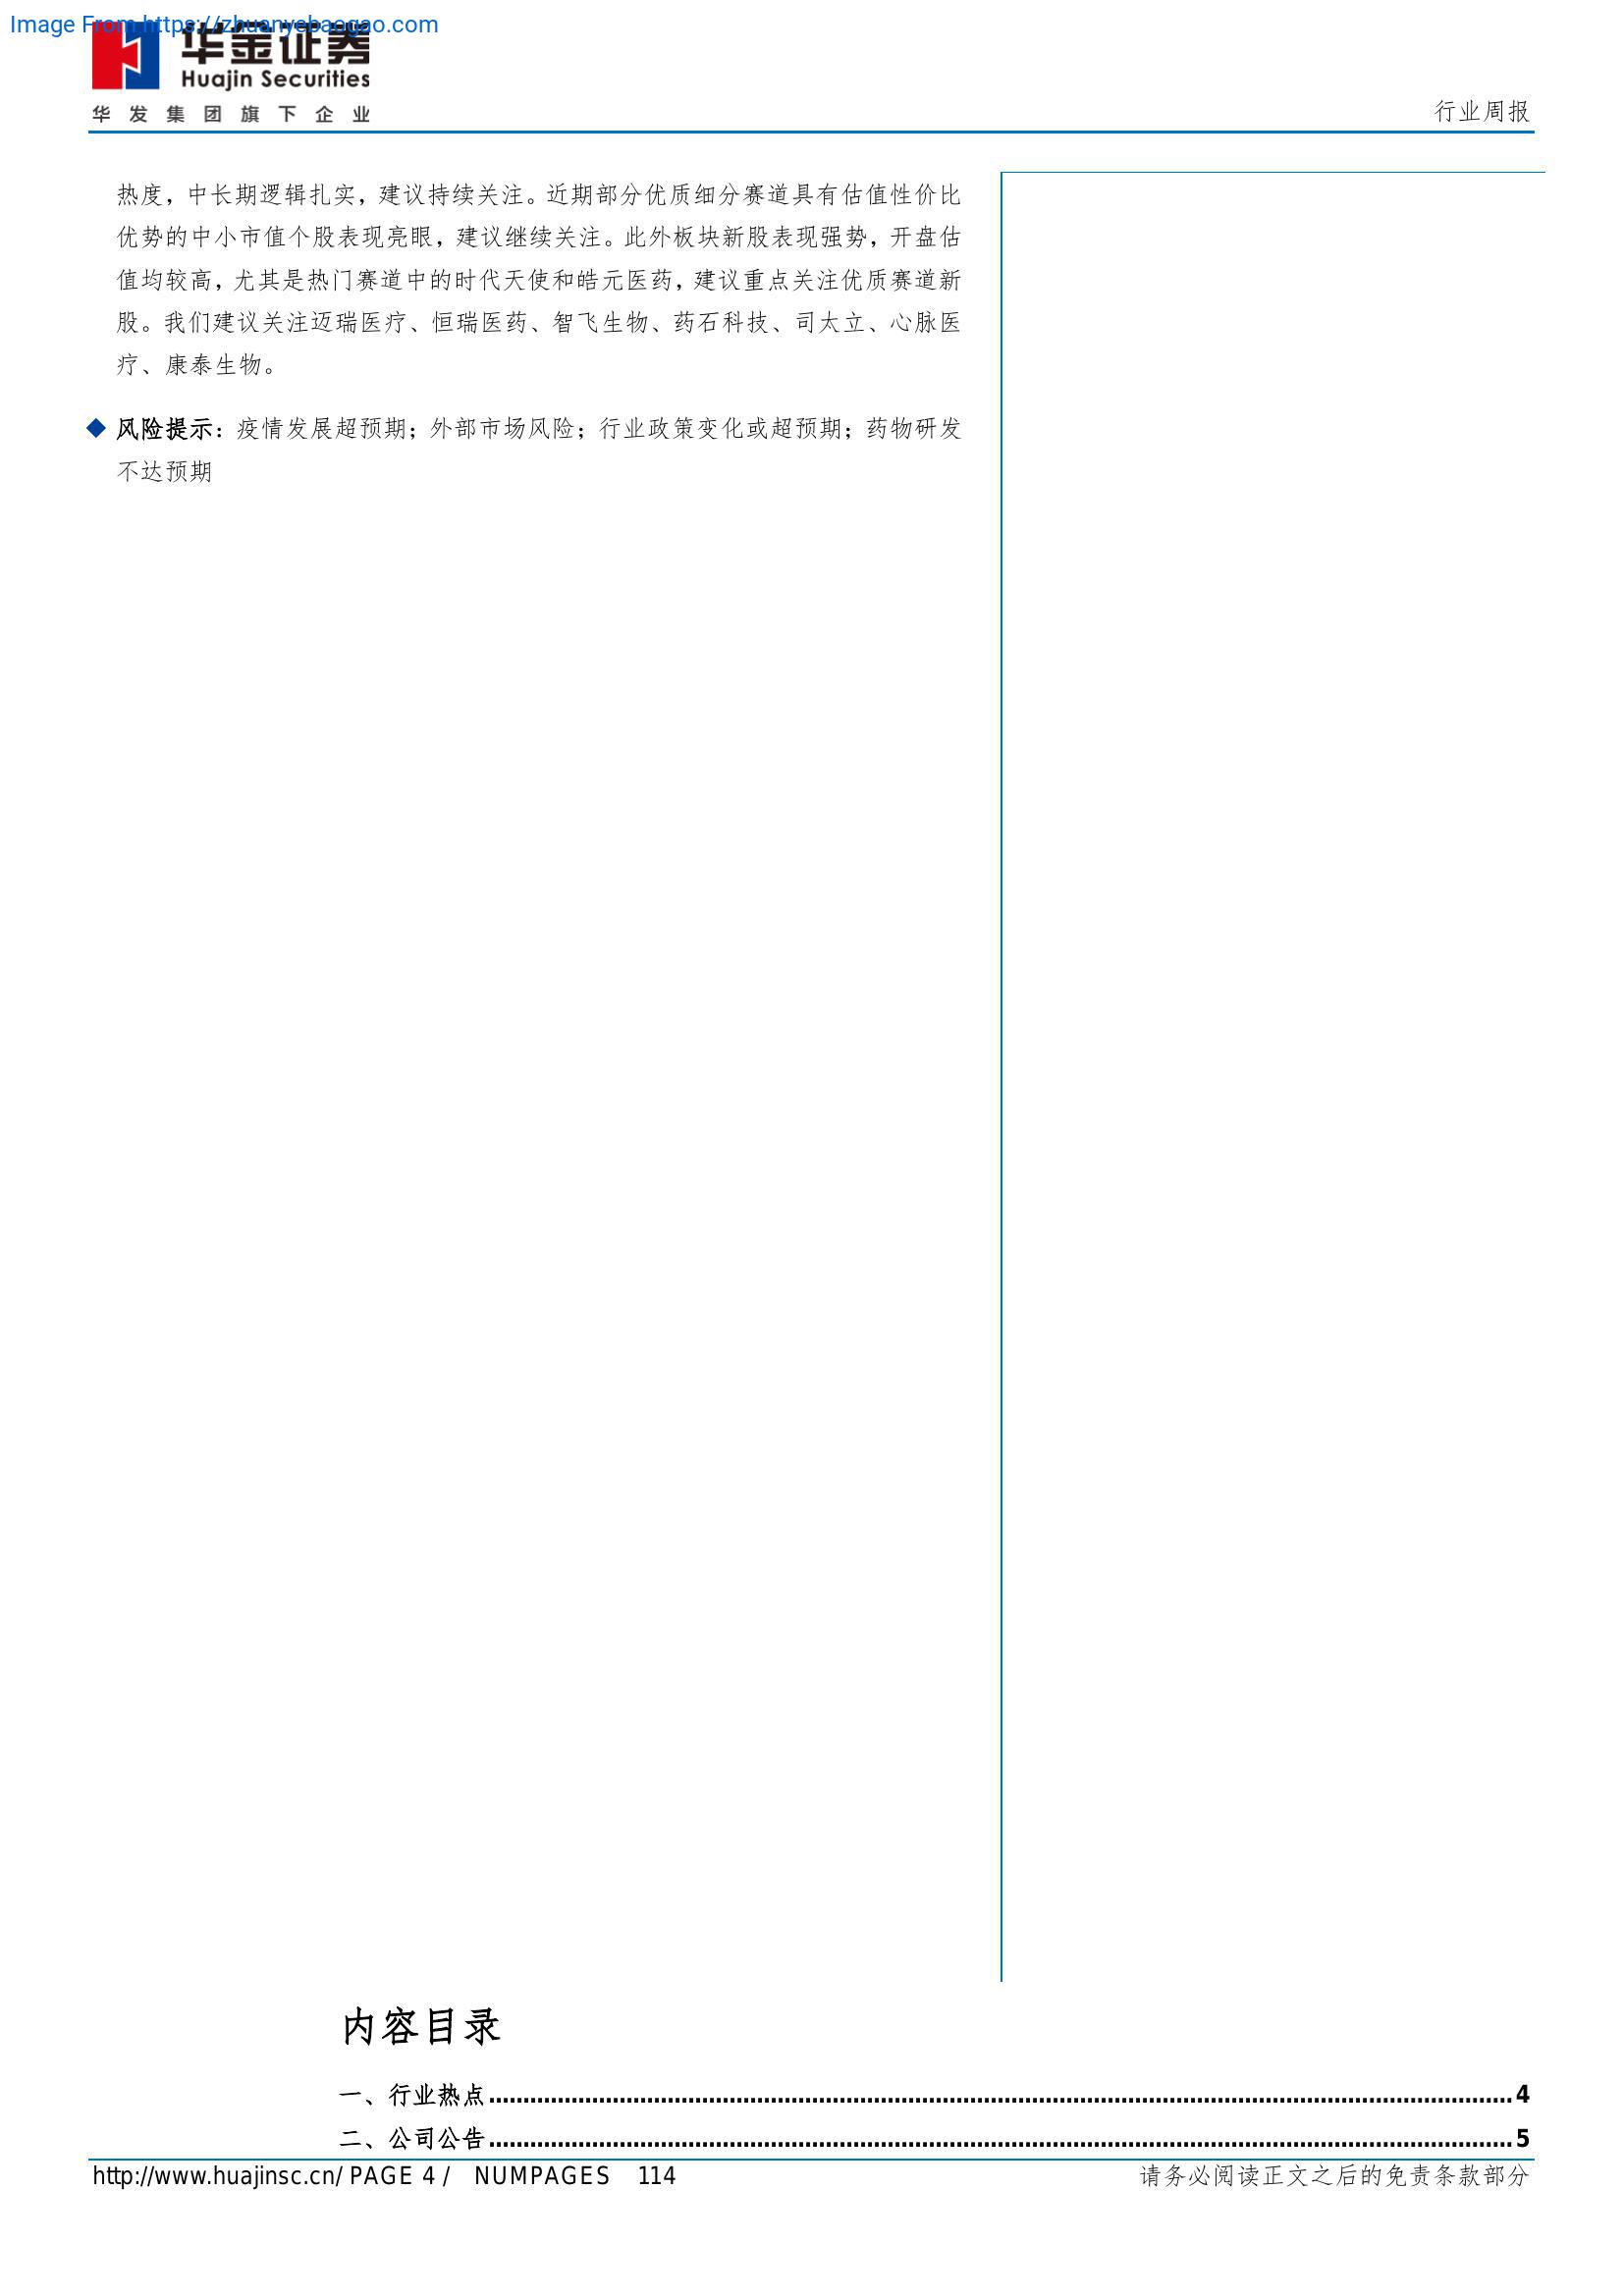 Image From https://zhuanyebaogao.com
华金证券
Huajin Securities
华发集团旗下企业
行业周报
热度，中长期逻辑扎实，建议持续关注。近期部分优质细分赛道具有估值性价比
优势的中小市值个股表现亮眼，建议继续关注。此外板块新股表现强势，开盘估
值均较高，尤其是热门赛道中的时代天使和皓元医药，建议重点关注优质赛道新
股。我们建议关注迈瑞医疗、恒瑞医药、智飞生物、药石科技、司太立、心脉医
疗、康泰生物。
◆ 风险提示：疫情发展超预期；外部市场风险；行业政策变化或超预期；药物研发
不达预期
内容目录
一、行业热点........................................4
二、公司公告........................................5
http://www.huajinsc.cn/ PAGE 4 / NUMPAGES 114
请务必阅读正文之后的免责条款部分